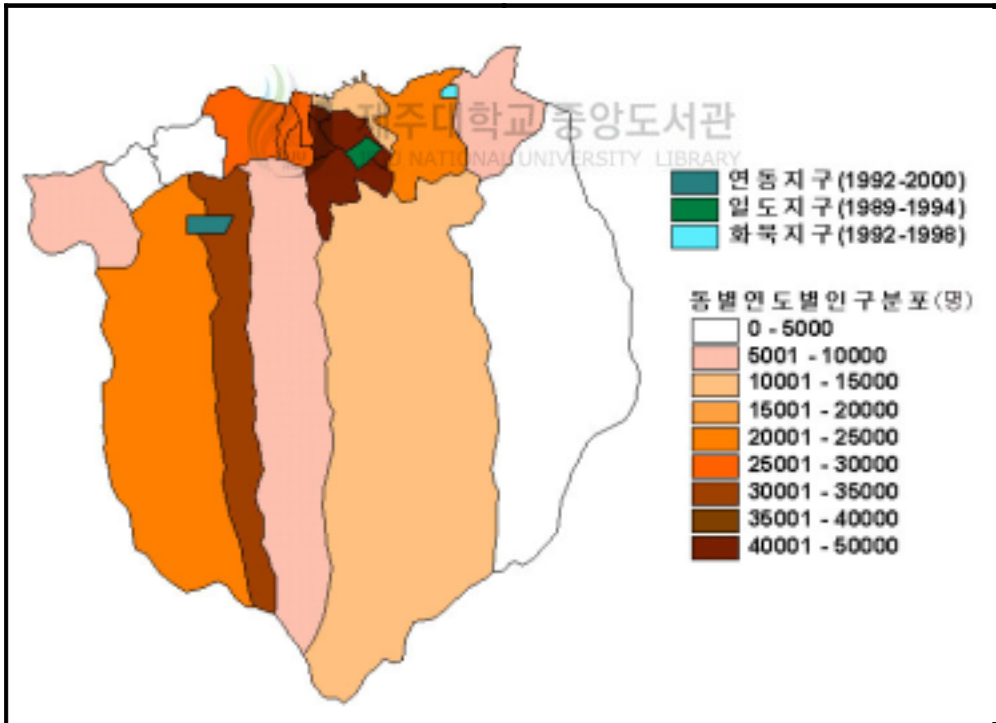 제주대학교 중앙도서관
NATIONAL UNIVERSITY LIBRARY
연동지구(1992-2000)
일도지구(1989-1994)
화북지구(1992-1998)
동별연도별인구분포(명)
0 - 5000
5001 - 10000
10001 - 15000
15001 - 20000
20001 - 25000
25001 - 30000
30001 - 35000
35001 - 40000
40001 - 50000